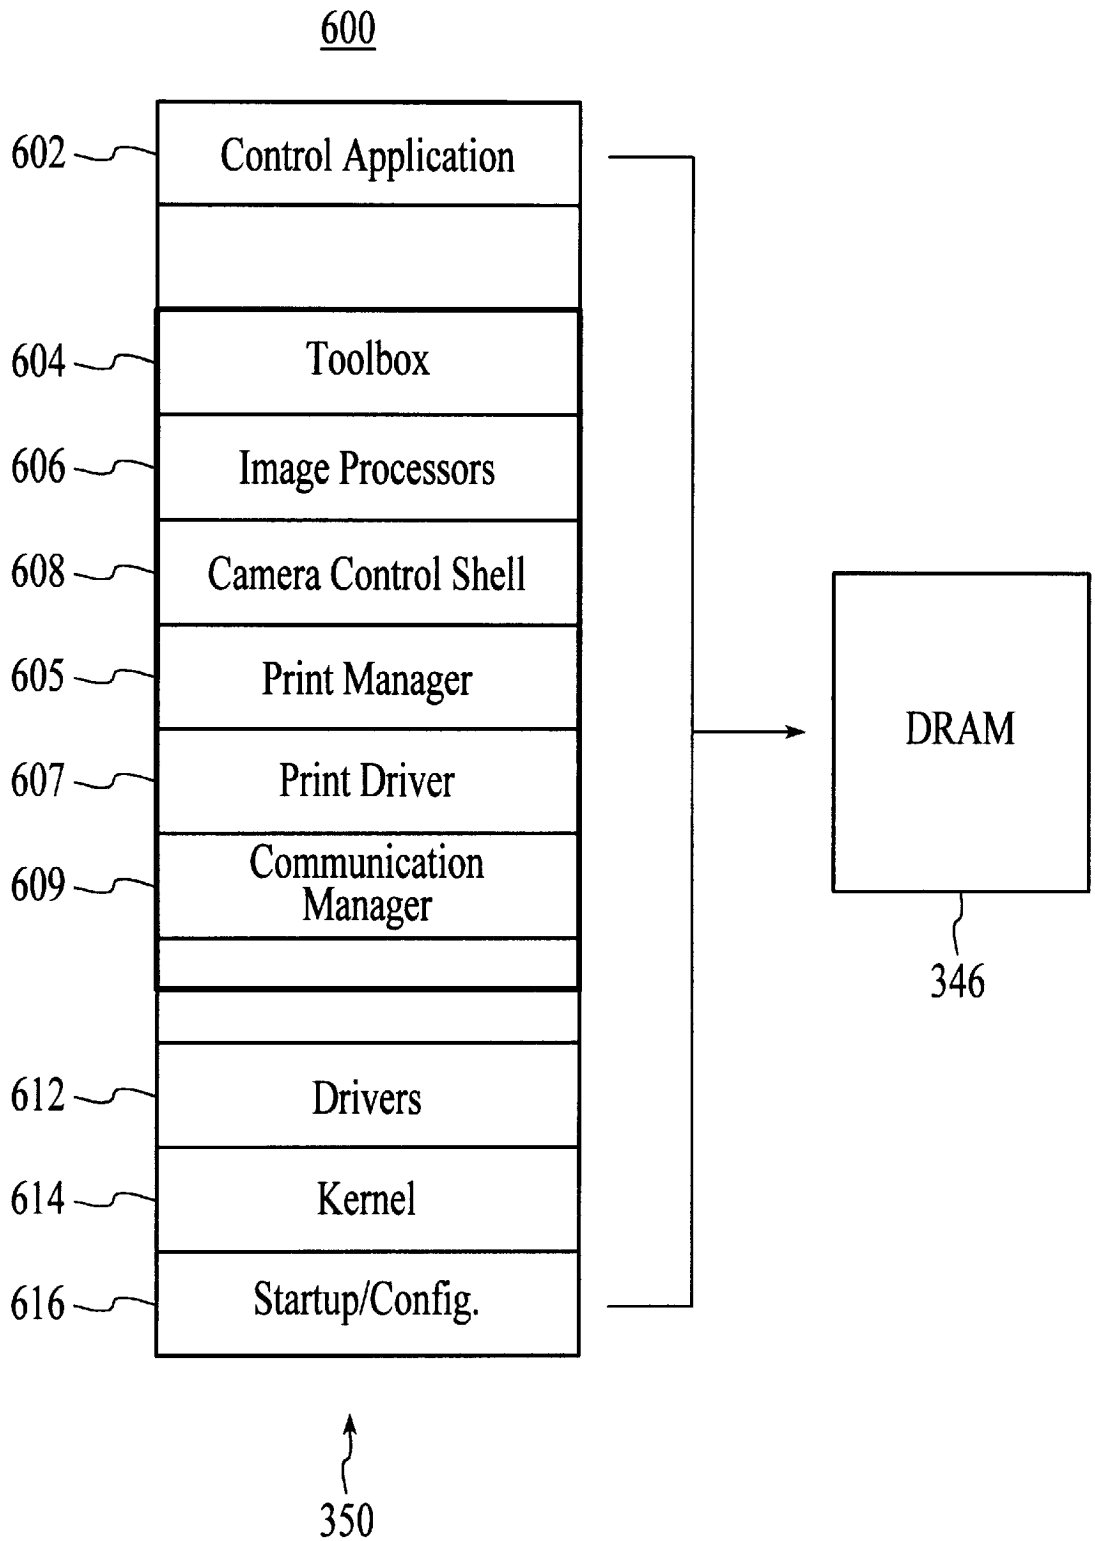 600
602 Control Application
604 Toolbox
606 Image Processors
608 Camera Control Shell
605 Print Manager
607 Print Driver
609 Communication
Manager
612 Drivers
614 Kernel
616 Startup/Config.
DRAM
346
350